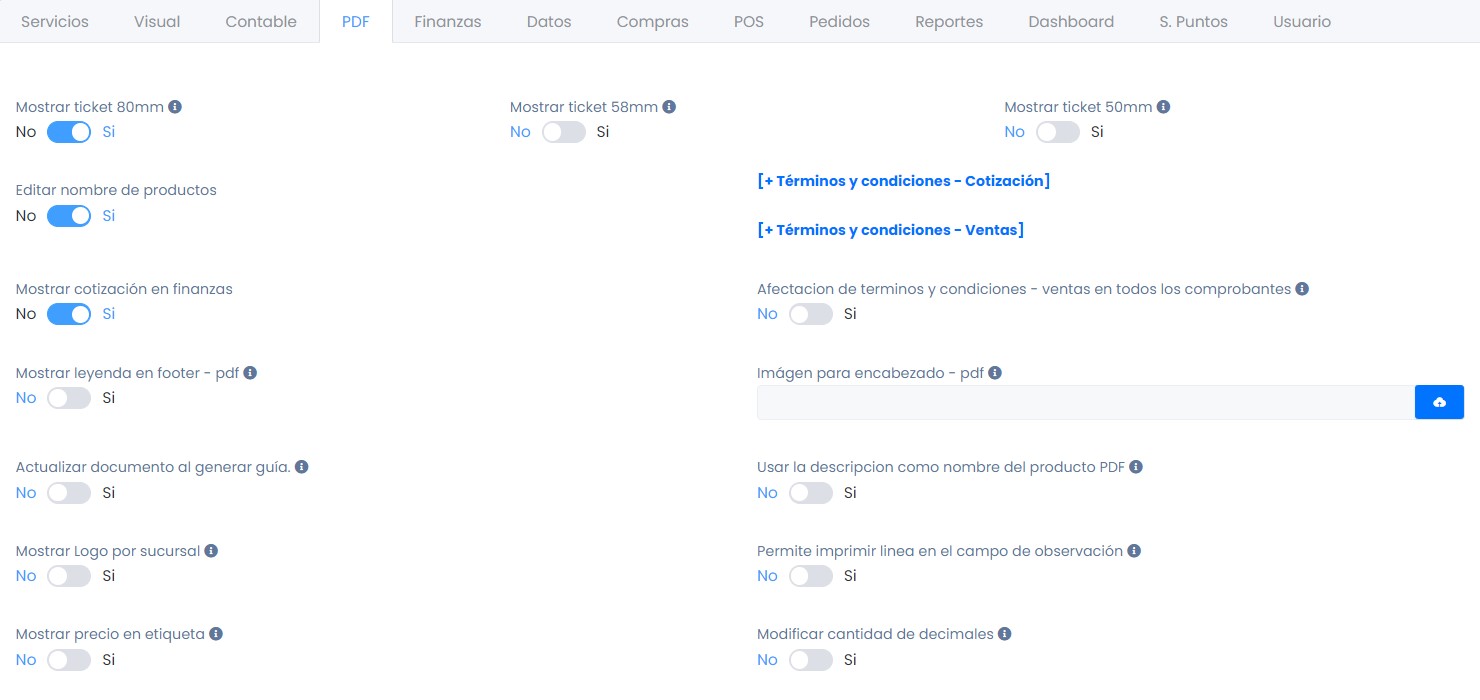 Servicios Visual Contable PDF Finanzas Datos Compras POS Pedidos Reportes Dashboard S. Puntos Usuario
Mostrar ticket 80mm Mostrar ticket 58mm Mostrar ticket 50mm
No Si No Si No Si
Editar nombre de productos
No Si
[+ Términos y condiciones - Cotización]
[+ Términos y condiciones - Ventas]
Mostrar cotización en finanzas Afectacion de terminos y condiciones - ventas en todos los comprobantes
No Si No Si
Mostrar leyenda en footer - pdf Imágen para encabezado - pdf
No Si
Actualizar documento al generar guía. Usar la descripcion como nombre del producto PDF
No Si No Si
Mostrar Logo por sucursal Permite imprimir linea en el campo de observación
No Si No Si
Mostrar precio en etiqueta Modificar cantidad de decimales
No Si No Si